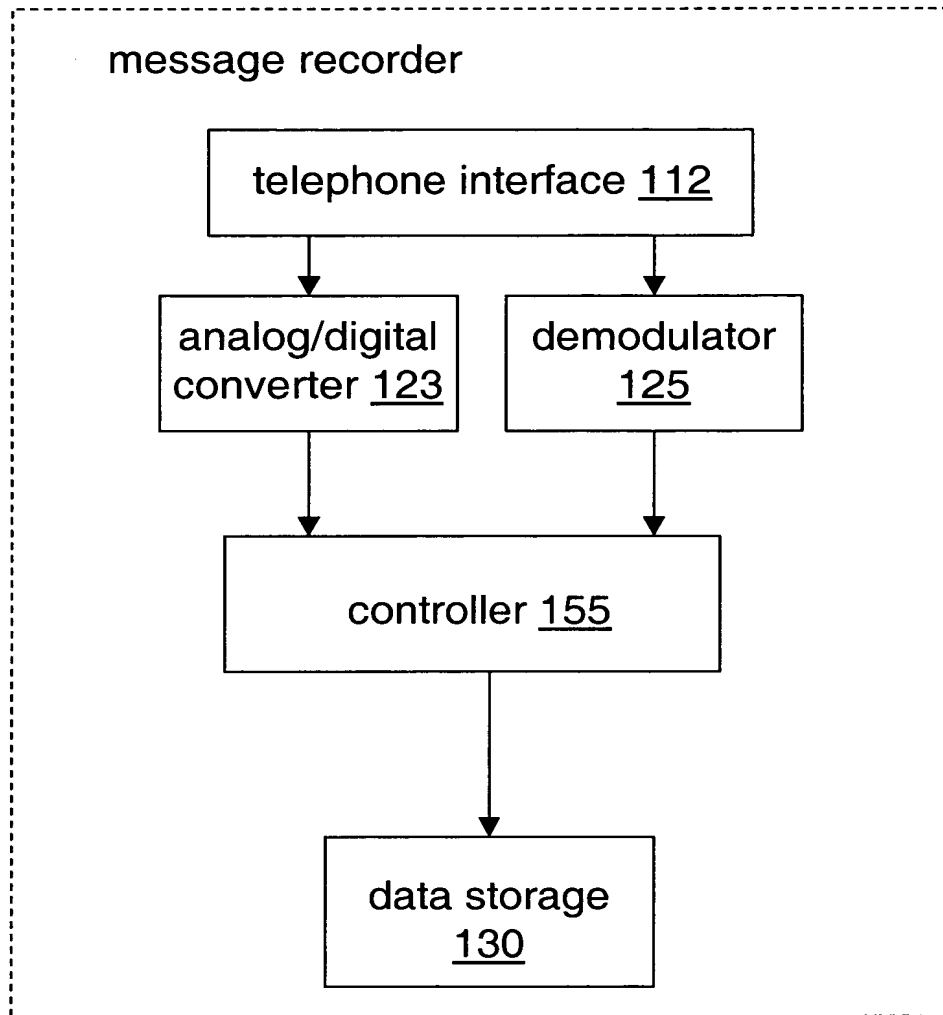 message recorder
telephone interface 112
analog/digital
converter 123
demodulator
125
controller 155
data storage
130